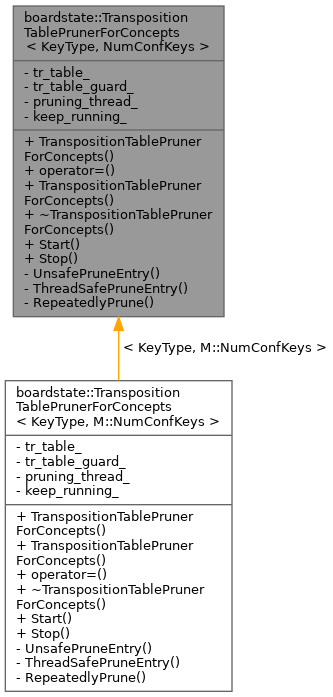 boardstate::Transposition
TablePrunerForConcepts
< KeyType, NumConfKeys >
- tr_table_
- tr_table_guard_
- pruning_thread_
- keep_running_
+ TranspositionTablePruner
ForConcepts()
+ operator=()
+ TranspositionTablePruner
ForConcepts()
+ ~TranspositionTablePruner
ForConcepts()
+ Start()
+ Stop()
- UnsafePruneEntry()
- ThreadSafePruneEntry()
- RepeatedlyPrune()
< KeyType, M::NumConfKeys >
boardstate::Transposition
TablePrunerForConcepts
< KeyType, M::NumConfKeys >
- tr_table_
- tr_table_guard_
- pruning_thread_
- keep_running_
+ TranspositionTablePruner
ForConcepts()
+ TranspositionTablePruner
ForConcepts()
+ operator=()
+ ~TranspositionTablePruner
ForConcepts()
+ Start()
+ Stop()
- UnsafePruneEntry()
- ThreadSafePruneEntry()
- RepeatedlyPrune()